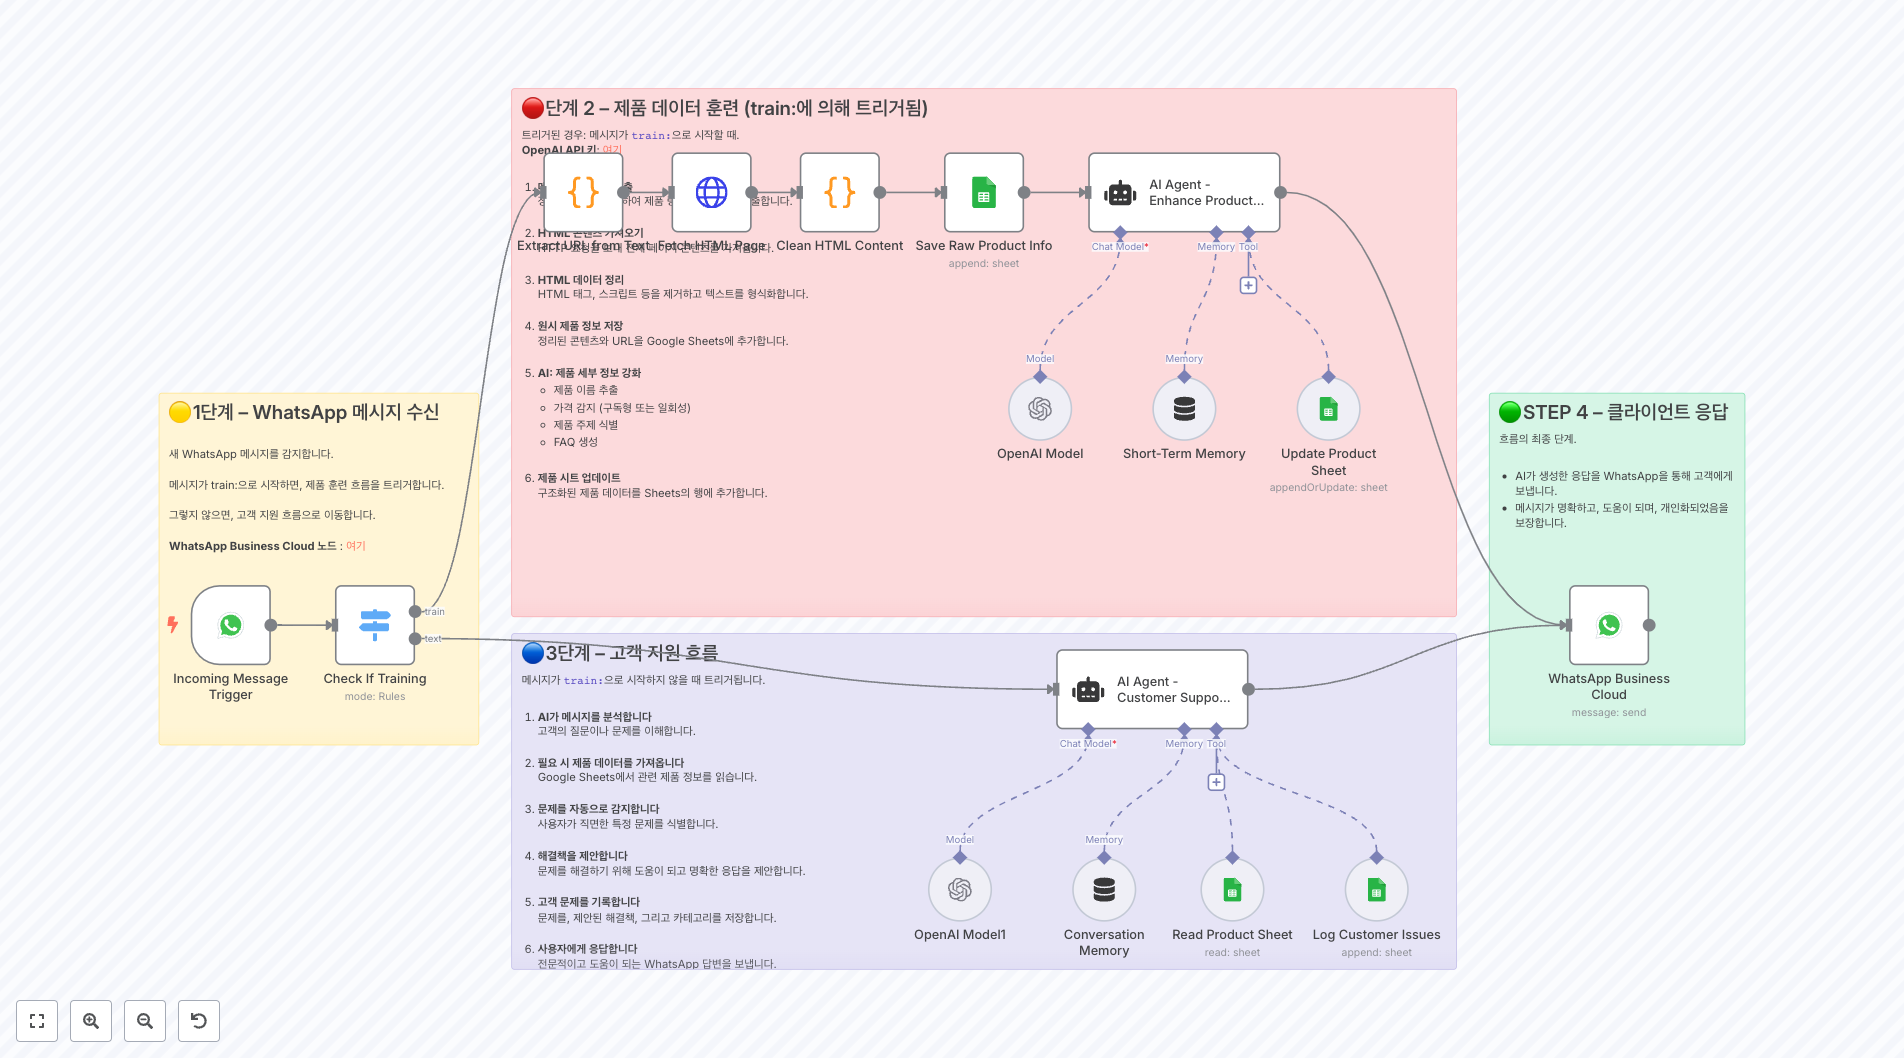 단계 2 – 제품 데이터 훈련 (train:에 의해 트리거됨)
트리거된 경우: 메시지가 train:으로 시작할 때.
OpenAI API 키: 여기
1.
하여 제품
출합니다.
2. HTML 콘텐츠 가져오기
Extract URL from Text
Fetch HTML Page
Clean HTML Content
Save Raw Product Info
append: sheet
AI Agent -
Enhance Product...
Chat Model*
Memory
Tool
3. HTML 데이터 정리
HTML 태그, 스크립트 등을 제거하고 텍스트를 형식화합니다.
4. 원시 제품 정보 저장
정리된 콘텐츠와 URL을 Google Sheets에 추가합니다.
5. AI: 제품 세부 정보 강화
제품 이름 추출
가격 감지 (구독형 또는 일회성)
제품 주제 식별
FAQ 생성
6. 제품 시트 업데이트
구조화된 제품 데이터를 Sheets의 행에 추가합니다.
Model
Memory
OpenAI Model
Short-Term Memory
Update Product
Sheet
appendOrUpdate: sheet
1단계 – WhatsApp 메시지 수신
새 WhatsApp 메시지를 감지합니다.
메시지가 train:으로 시작하면, 제품 훈련 흐름을 트리거합니다.
그렇지 않으면, 고객 지원 흐름으로 이동합니다.
WhatsApp Business Cloud 노드 : 여기
train
text
Incoming Message
Trigger
Check If Training
mode: Rules
3단계 – 고객 지원 흐름
메시지가 train:으로 시작하지 않을 때 트리거됩니다.
1. AI가 메시지를 분석합니다
고객의 질문이나 문제를 이해합니다.
2. 필요 시 제품 데이터를 가져옵니다
Google Sheets에서 관련 제품 정보를 읽습니다.
3. 문제를 자동으로 감지합니다
사용자가 직면한 특정 문제를 식별합니다.
4. 해결책을 제안합니다
문제를 해결하기 위해 도움이 되고 명확한 응답을 제안합니다.
5. 고객 문제를 기록합니다
문제를, 제안된 해결책, 그리고 카테고리를 저장합니다.
6. 사용자에게 응답합니다
전문적이고 도움이 되는 WhatsApp 답변을 보냅니다.
AI Agent -
Customer Suppo...
Chat Model*
Memory
Tool
Model
Memory
OpenAI Model1
Conversation
Memory
Read Product Sheet
read: sheet
Log Customer Issues
append: sheet
STEP 4 – 클라이언트 응답
흐름의 최종 단계.
AI가 생성한 응답을 WhatsApp을 통해 고객에게
보냅니다.
메시지가 명확하고, 도움이 되며, 개인화되었음을
보장합니다.
WhatsApp Business
Cloud
message: send